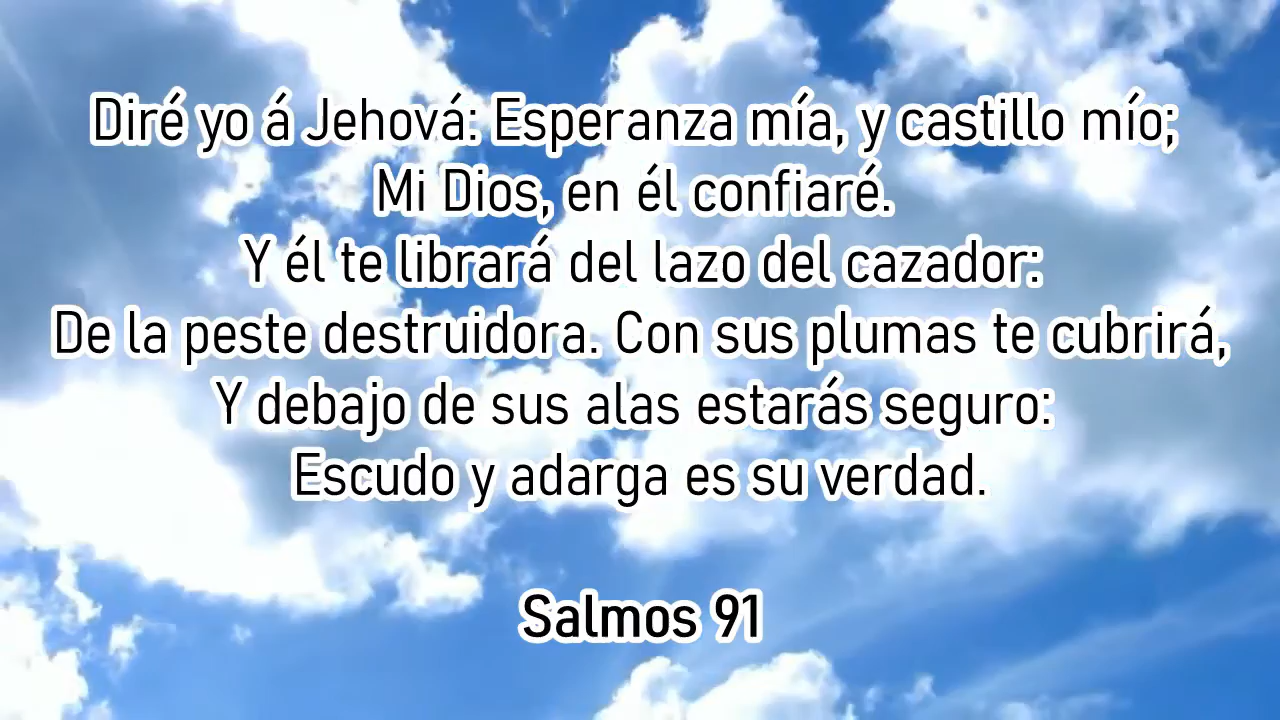 Diré yo á Jehová: Esperanza mía, y castillo mío;
Mi Dios, en él confiaré.
Y él te librará del lazo del cazador:
De la peste destruidora. Con sus plumas te cubrirá,
Y debajo de sus alas estarás seguro:
Escudo y adarga es su verdad.
Salmos 91